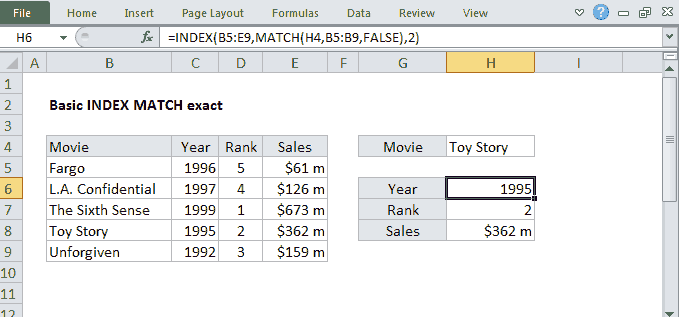 File Home Insert Page Layout Formulas Data Review View
H6 fx =INDEX(B5:E9,MATCH(H4,B5:B9,FALSE),2)
A B C D E F G H I
1
2 Basic INDEX MATCH exact
3
4 Movie Year Rank Sales Movie Toy Story
5 Fargo 1996 5 $61 m
6 L.A. Confidential 1997 4 $126 m Year 1995
7 The Sixth Sense 1999 1 $673 m Rank 2
8 Toy Story 1995 2 $362 m Sales $362 m
9 Unforgiven 1992 3 $159 m
10
11
12